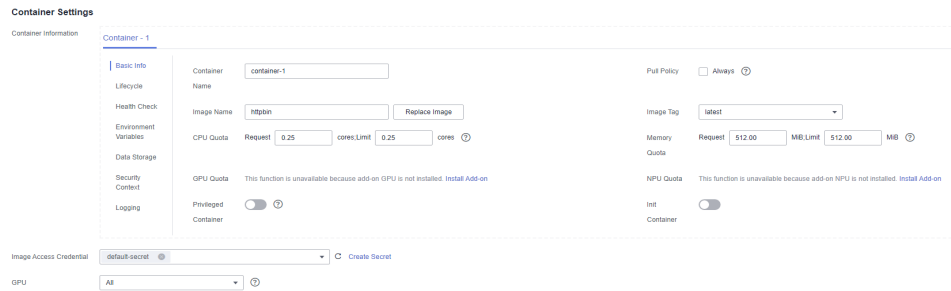 Container Settings
Container Information
Container - 1
Basic Info
Lifecycle
Health Check
Environment
Variables
Data Storage
Security
Context
Logging
Container
Name
container-1
Pull Policy
Always
Image Name
httpbin
Replace Image
Image Tag
latest
CPU Quota
Request 0.25 cores;Limit 0.25 cores
Memory
Quota
Request 512.00 MiB;Limit 512.00 MiB
GPU Quota
This function is unavailable because add-on GPU is not installed. Install Add-on
NPU Quota
This function is unavailable because add-on NPU is not installed. Install Add-on
Privileged
Container
Init
Container
Image Access Credential
default-secret
Create Secret
GPU
All